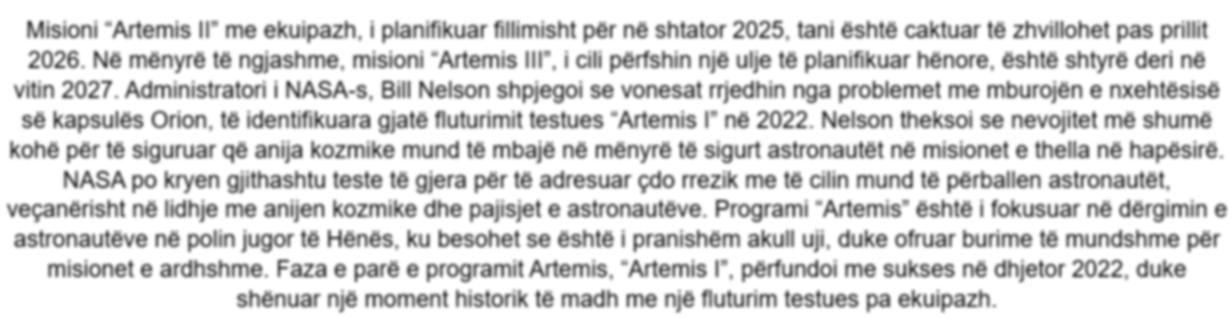 Misioni “Artemis II” me ekuipazh, i planifikuar fillimisht për në shtator 2025, tani është caktuar të zhvillohet pas prillit
2026. Në mënyrë të ngjashme, misioni “Artemis III”, i cili përfshin një ulje të planifikuar hënore, është shtyrë deri në
vitin 2027. Administratori i NASA-s, Bill Nelson shpjegoi se vonesat rrjedhin nga problemet me mburojën e nxehtësisë
së kapsulës Orion, të identifikuara gjatë fluturimit testues “Artemis I” në 2022. Nelson theksoi se nevojitet më shumë
kohë për të siguruar që anija kozmike mund të mbajë në mënyrë të sigurt astronautët në misionet e thella në hapësirë.
NASA po kryen gjithashtu teste të gjera për të adresuar çdo rrezik me të cilin mund të përballen astronautët,
veçanërisht në lidhje me anijen kozmike dhe pajisjet e astronautëve. Programi “Artemis” është i fokusuar në dërgimin e
astronautëve në polin jugor të Hënës, ku besohet se është i pranishëm akull uji, duke ofruar burime të mundshme për
misionet e ardhshme. Faza e parë e programit Artemis, “Artemis I”, përfundoi me sukses në dhjetor 2022, duke
shënuar një moment historik të madh me një fluturim testues pa ekuipazh.